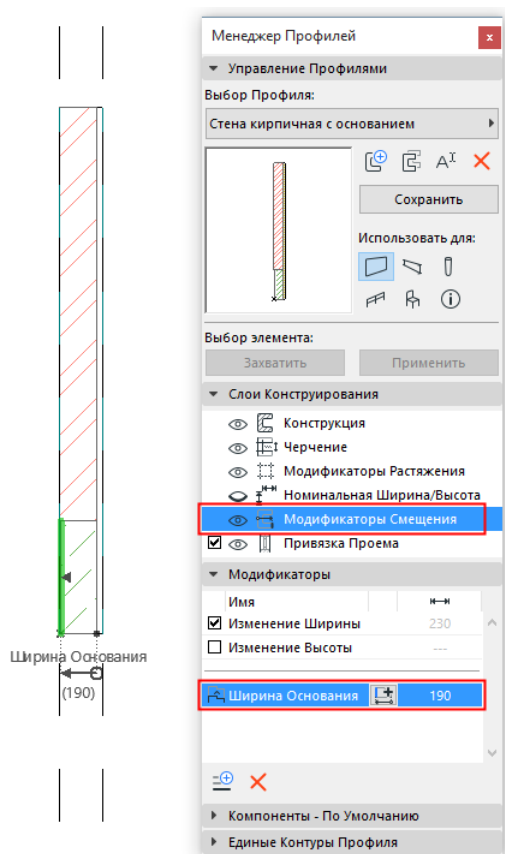 Менеджер Профилей
x
Управление Профилями
Выбор Профиля:
Стена кирпичная с основанием
Сохранить
Использовать для:
Выбор элемента:
Захватить
Применить
Слои Конструирования
Конструкция
Черчение
Модификаторы Растяжения
Номинальная Ширина/Высота
Модификаторы Смещения
Привязка Проема
Модификаторы
Имя
Изменение Ширины 230
Изменение Высоты ---
Ширина Основания 190
Компоненты - По Умолчанию
Единые Контуры Профиля
Ширина Основания
(190)